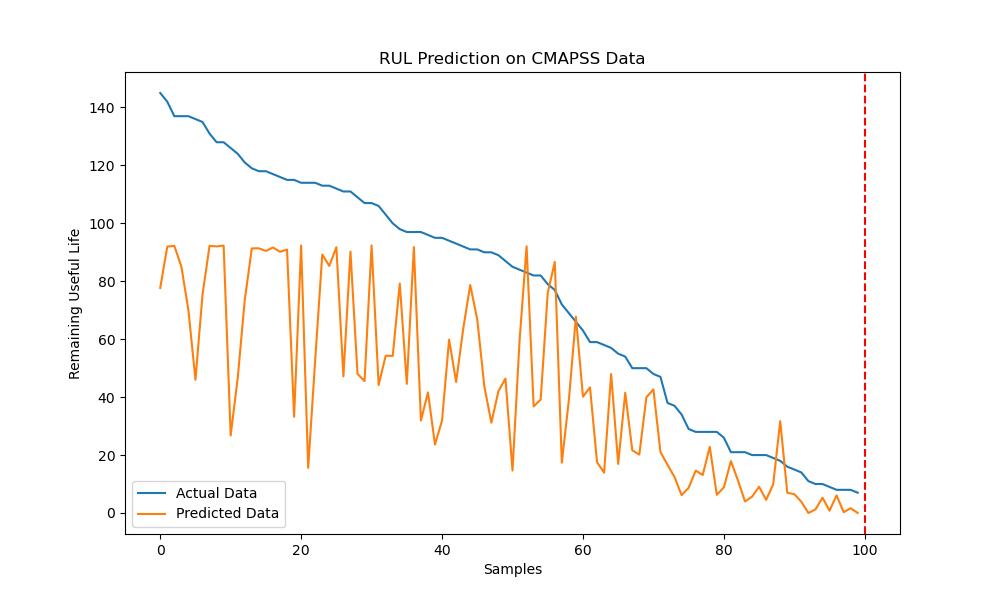 RUL Prediction on CMAPSS Data
Remaining Useful Life
140
120
100
80
60
40
20
0
Actual Data
Predicted Data
0 20 40 60 80 100
Samples